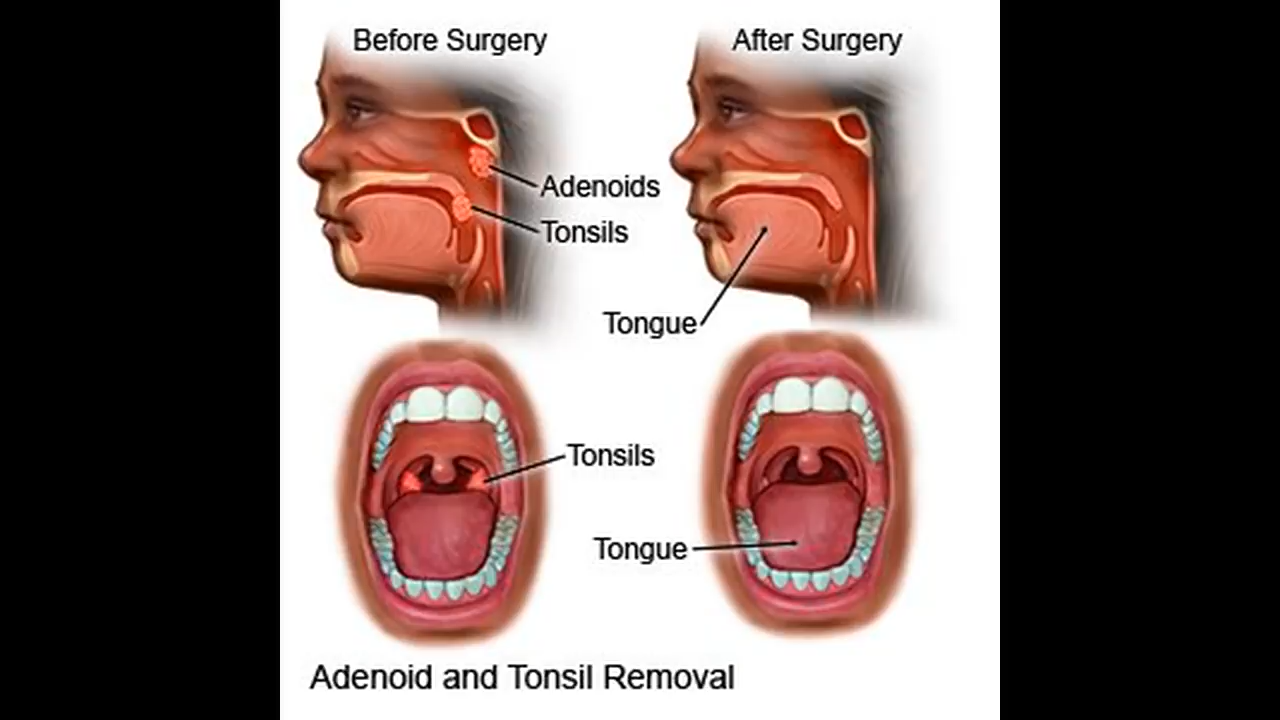 Before Surgery
After Surgery
Adenoids
Tonsils
Tongue
Tonsils
Tongue
Adenoid and Tonsil Removal